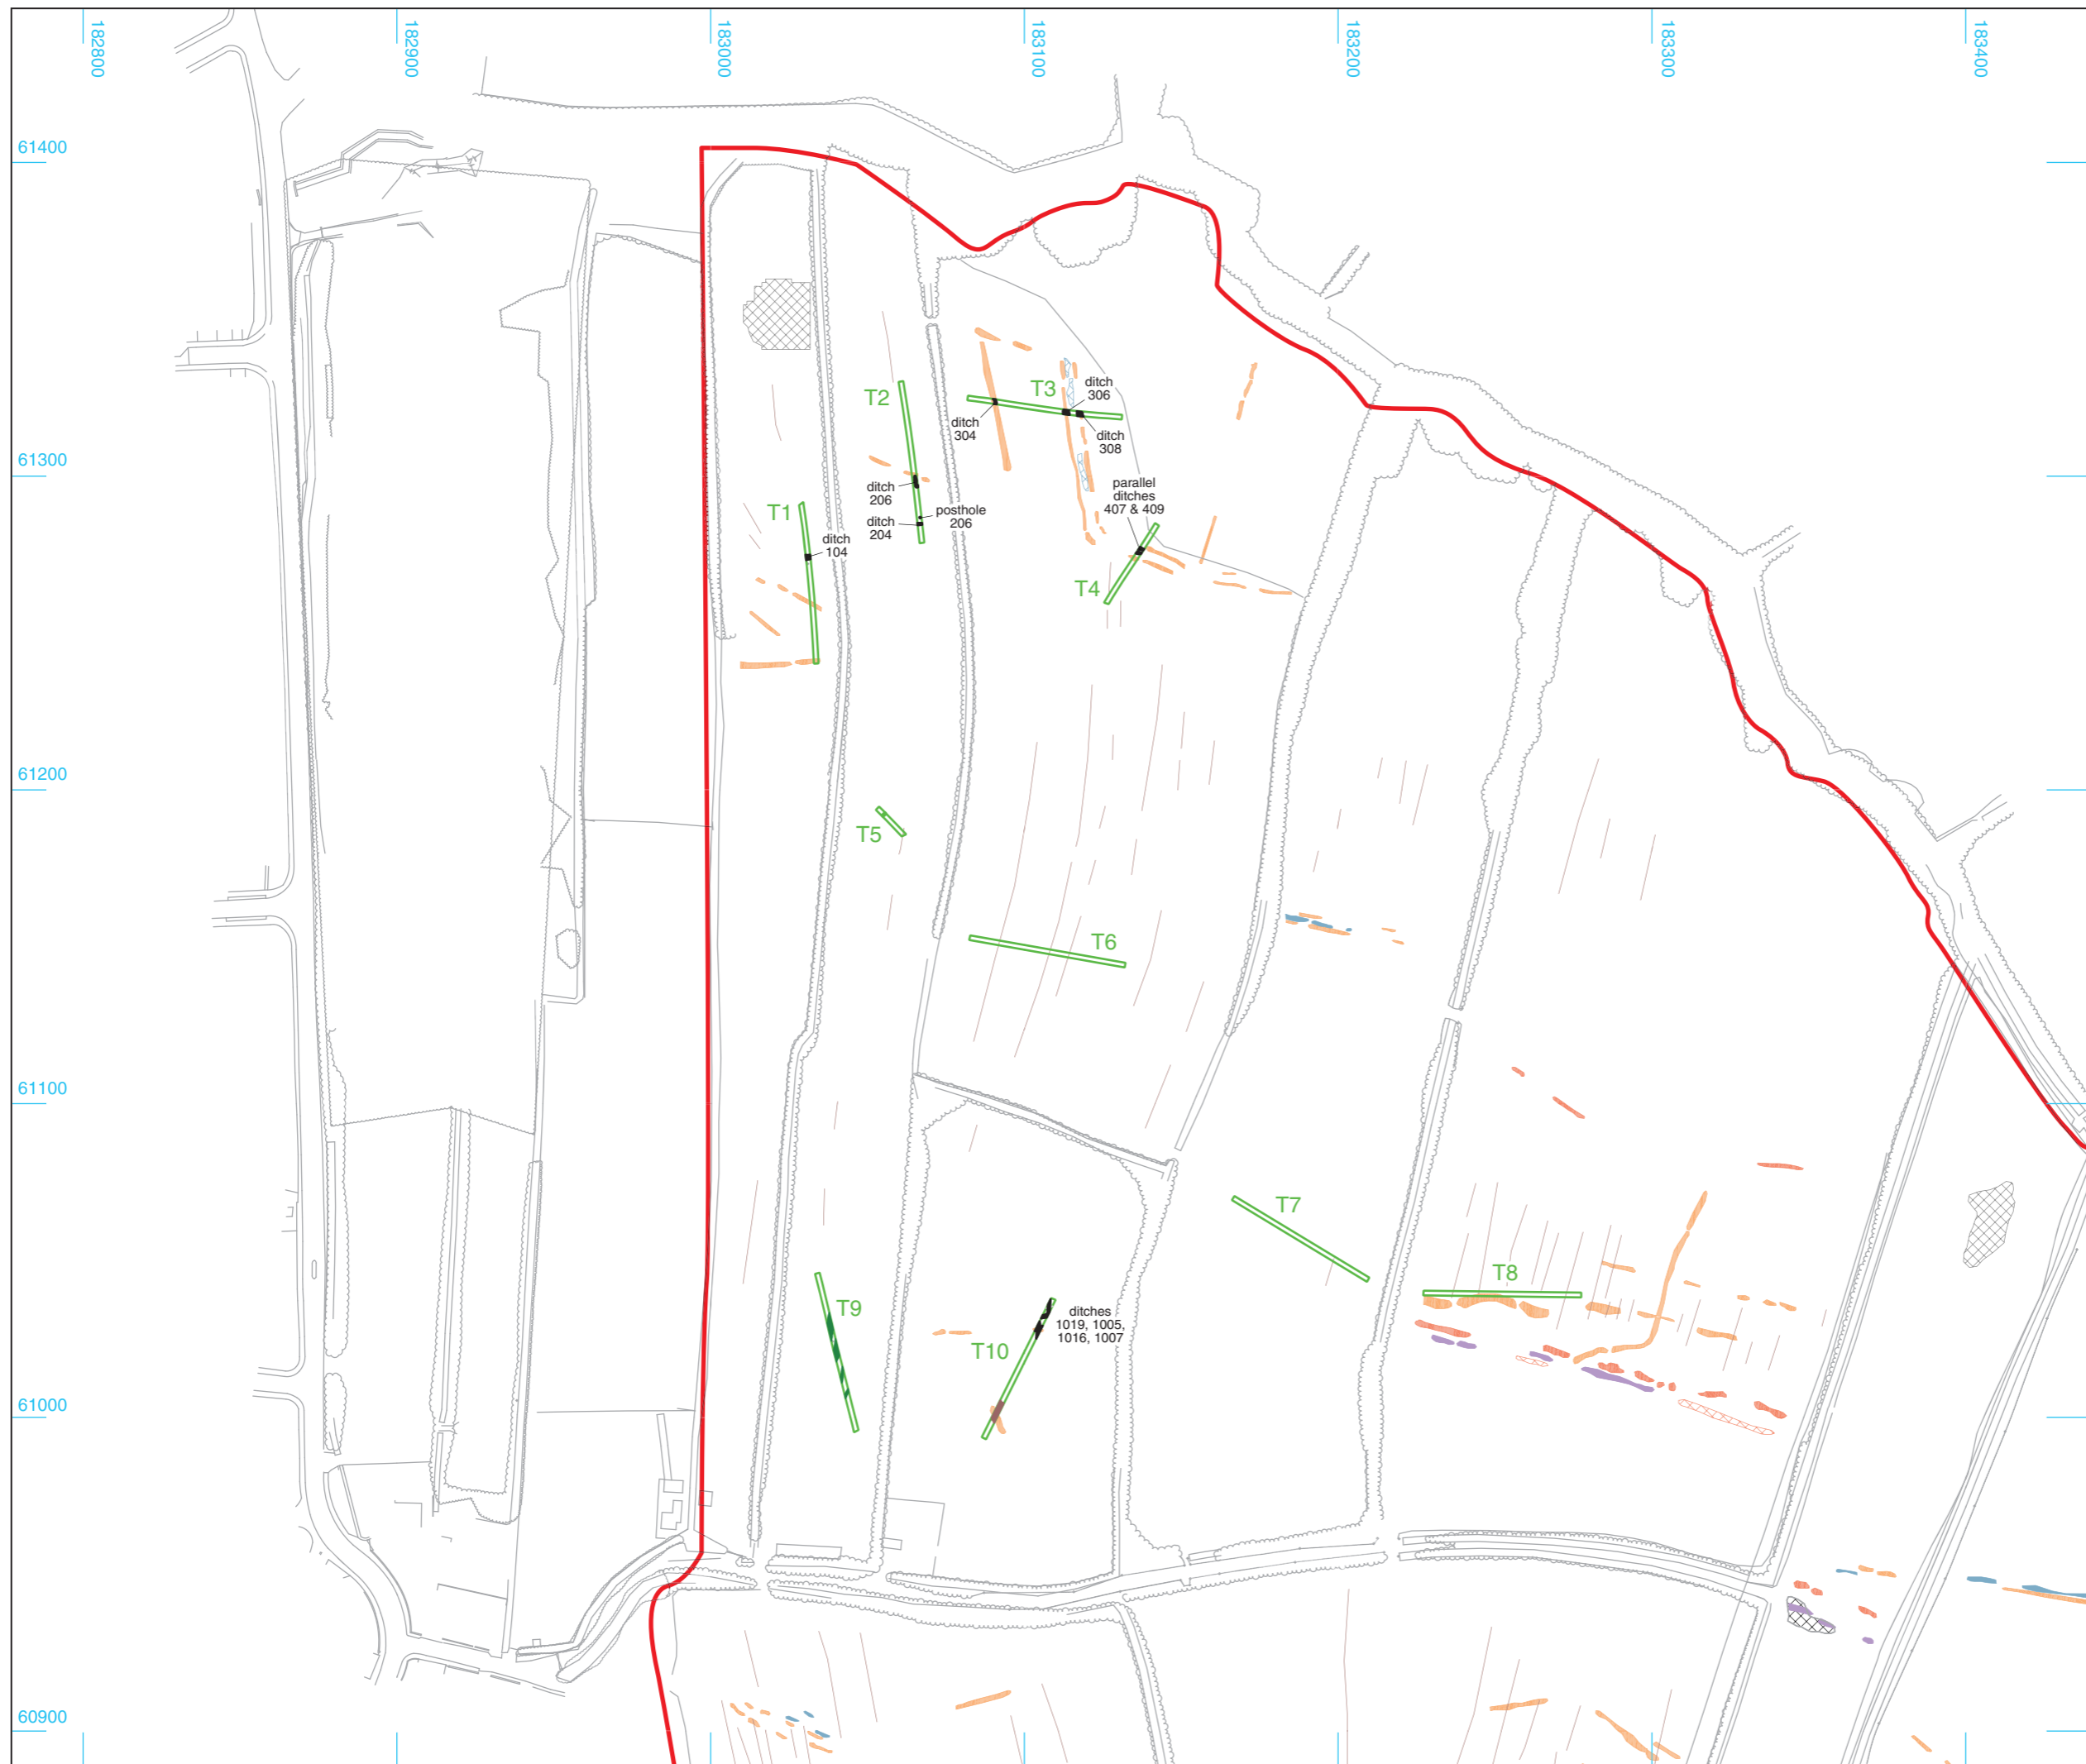 182800
182900
183000
183100
183200
183300
183400
61400
61300
61200
61100
61000
60900
T1
ditch
104
T2
ditch
206
posthole
206
ditch
204
T3
ditch
304
ditch
306
ditch
308
parallel
ditches
407 & 409
T4
T5
T6
T7
T8
T9
T10
ditches
1019, 1005,
1016, 1007